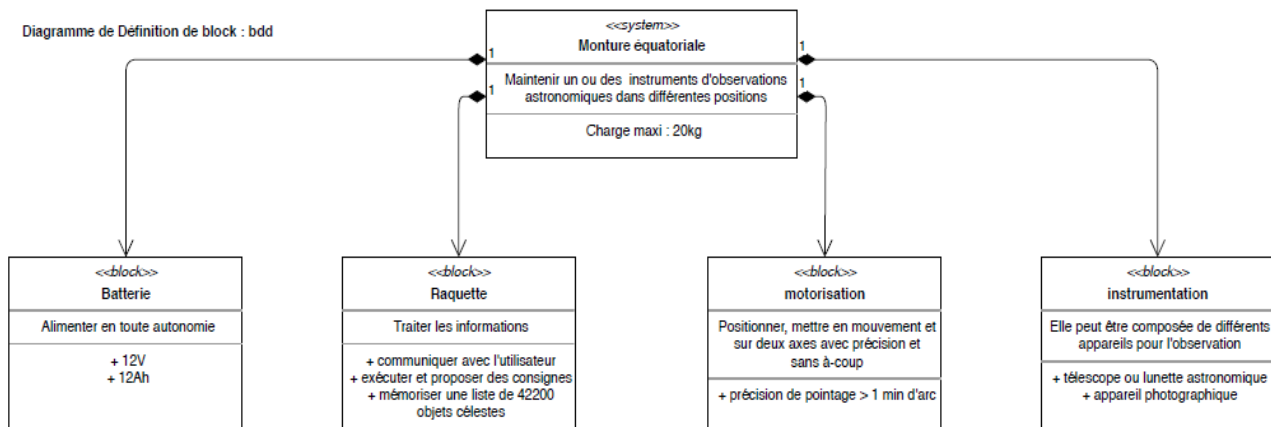 Diagramme de Définition de block : bdd
<<system>>
Monture équatoriale
1
1
1
1
Maintenir un ou des instruments d'observations
astronomiques dans différentes positions
Charge maxi : 20kg
<<block>>
Batterie
Alimenter en toute autonomie
+ 12V
+ 12Ah
<<block>>
Raquette
Traiter les informations
+ communiquer avec l'utilisateur
+ exécuter et proposer des consignes
+ mémoriser une liste de 42200
objets célestes
<<block>>
motorisation
Positionner, mettre en mouvement et
sur deux axes avec précision et
sans à-coup
+ précision de pointage > 1 min d'arc
<<block>>
instrumentation
Elle peut être composée de différents
appareils pour l'observation
+ télescope ou lunette astronomique
+ appareil photographique